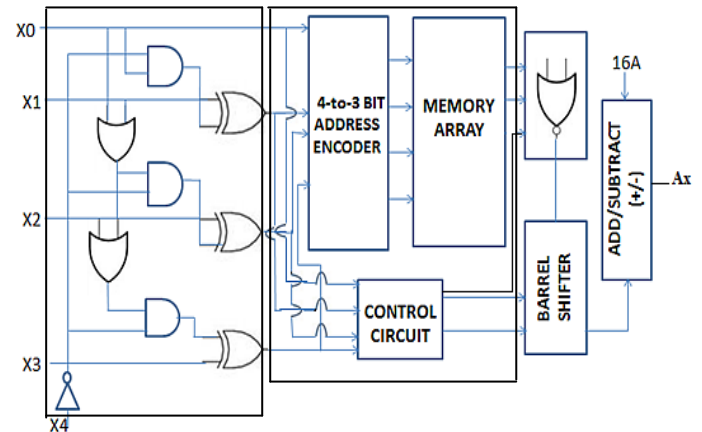 X0
X1
X2
X3
X4
4-to-3 BIT
ADDRESS
ENCODER
MEMORY
ARRAY
CONTROL
CIRCUIT
BARREL
SHIFTER
16A
ADD/SUBTRACT
(+/-)
Ax